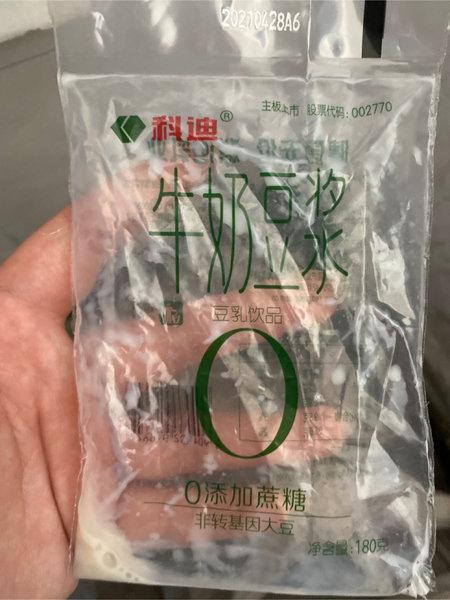 20210428A6
主板上市 股票代码:002770
科迪®
牛奶豆浆
豆乳饮品
0
0添加蔗糖
非转基因大豆
净含量:180克